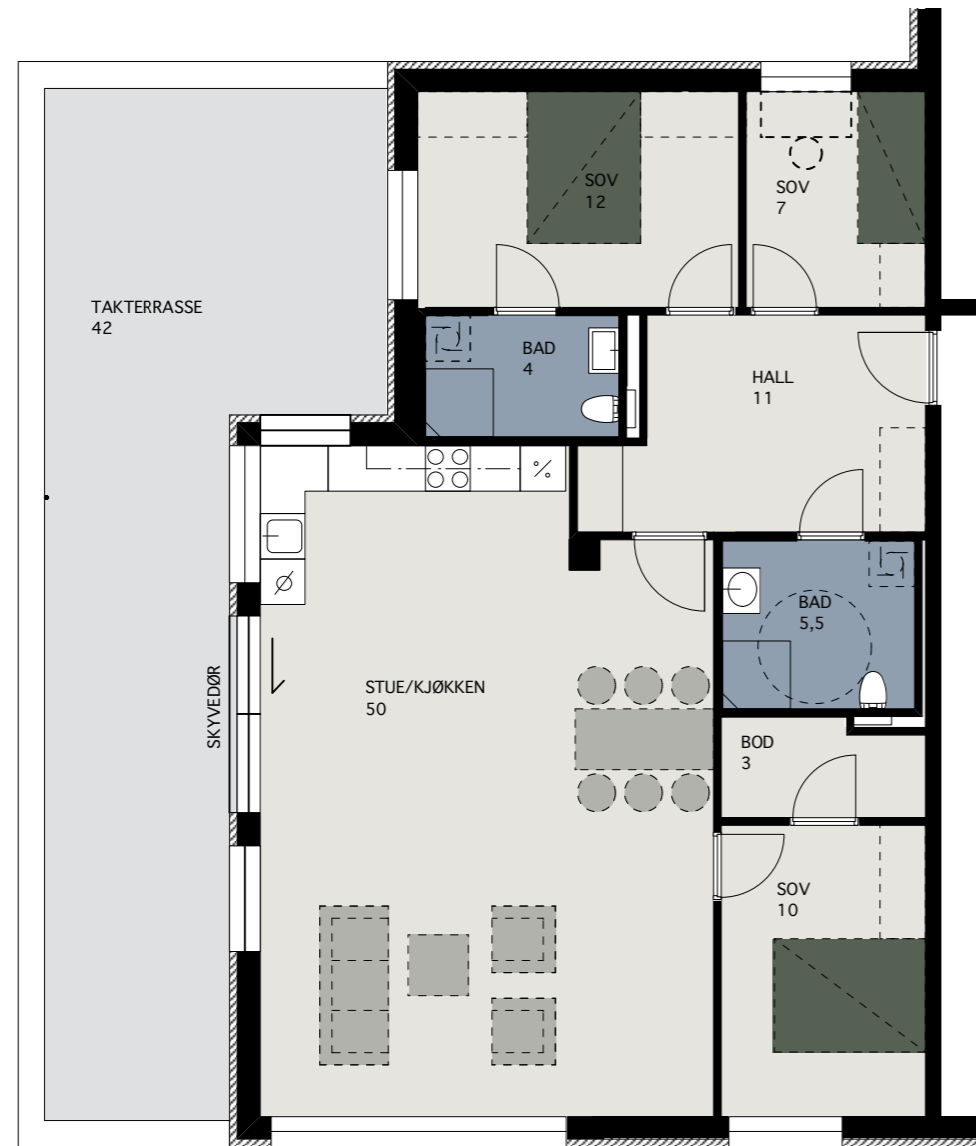 SOV
12
SOV
7
TAKTERRASSE
42
BAD
4
HALL
11
%
BAD
5,5
SKYVEDØR
STUE/KJØKKEN
50
BOD
3
SOV
10